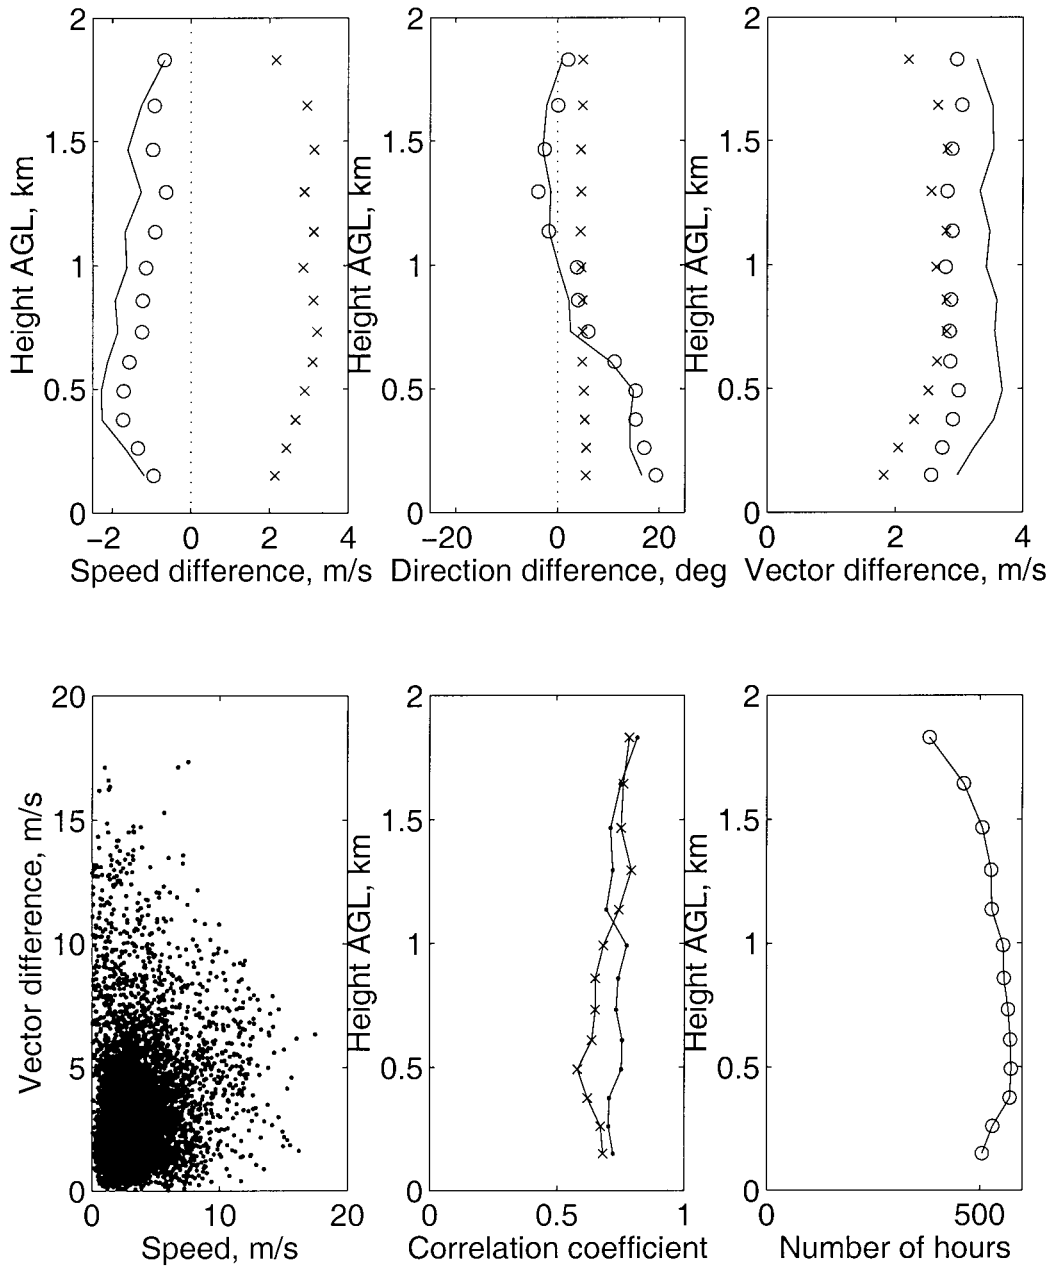 2
1.5
1
0.5
0
Height AGL, km
−2 0 2 4
Speed difference, m/s
2
1.5
1
0.5
0
Height AGL, km
−20 0 20
Direction difference, deg
2
1.5
1
0.5
0
Height AGL, km
0 2 4
Vector difference, m/s
20
15
10
5
0
Vector difference, m/s
0 10 20
Speed, m/s
2
1.5
1
0.5
0
Height AGL, km
0 0.5 1
Correlation coefficient
2
1.5
1
0.5
0
Height AGL, km
0 500
Number of hours